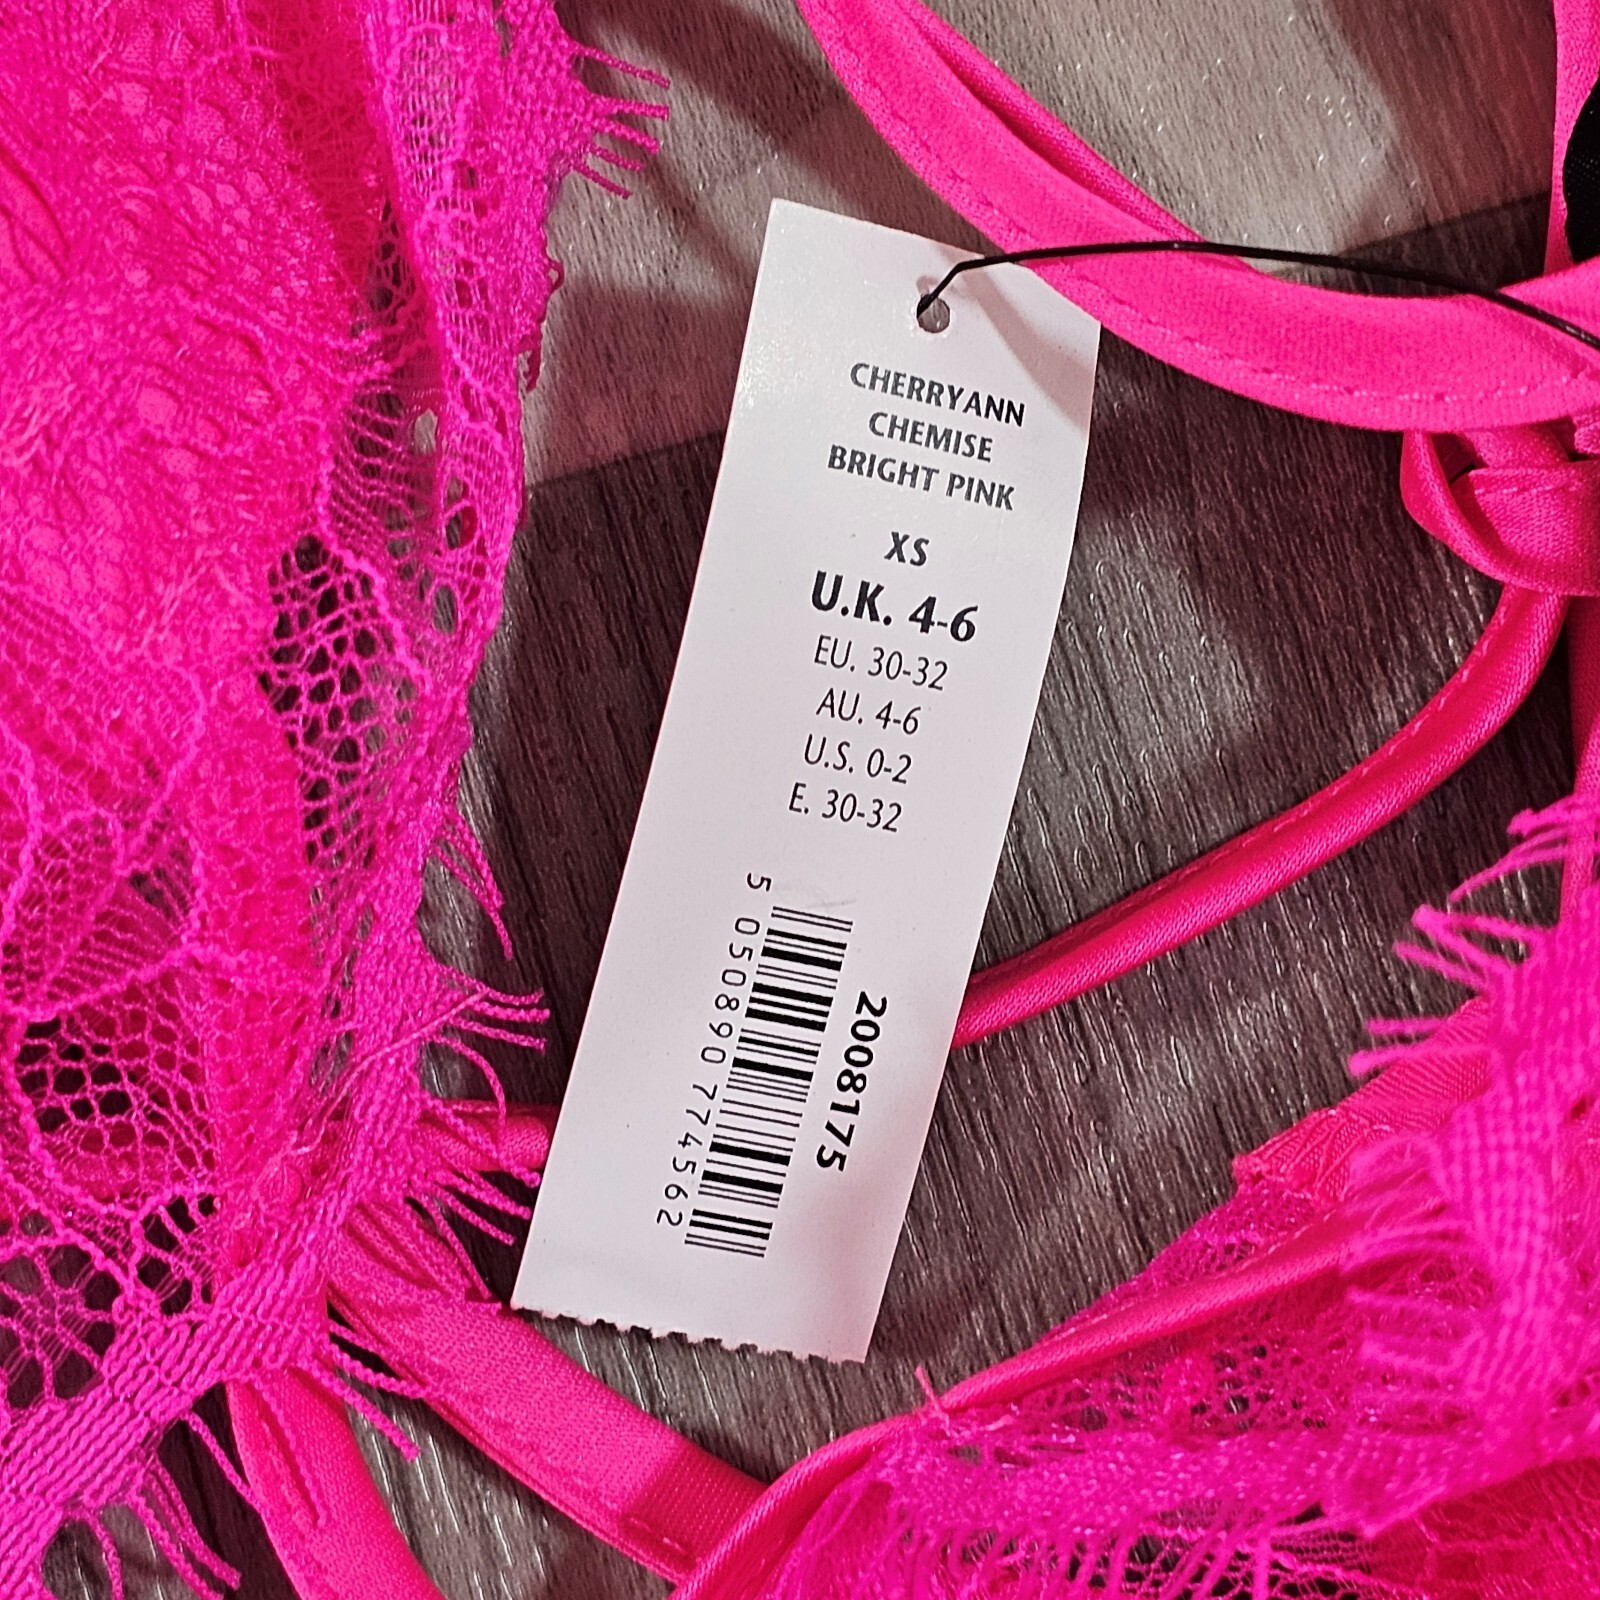 CHERRYANN
CHEMISE
BRIGHT PINK
XS
U.K. 4-6
EU. 30-32
AU. 4-6
U.S. 0-2
E. 30-32
2008175
5 050890 774562